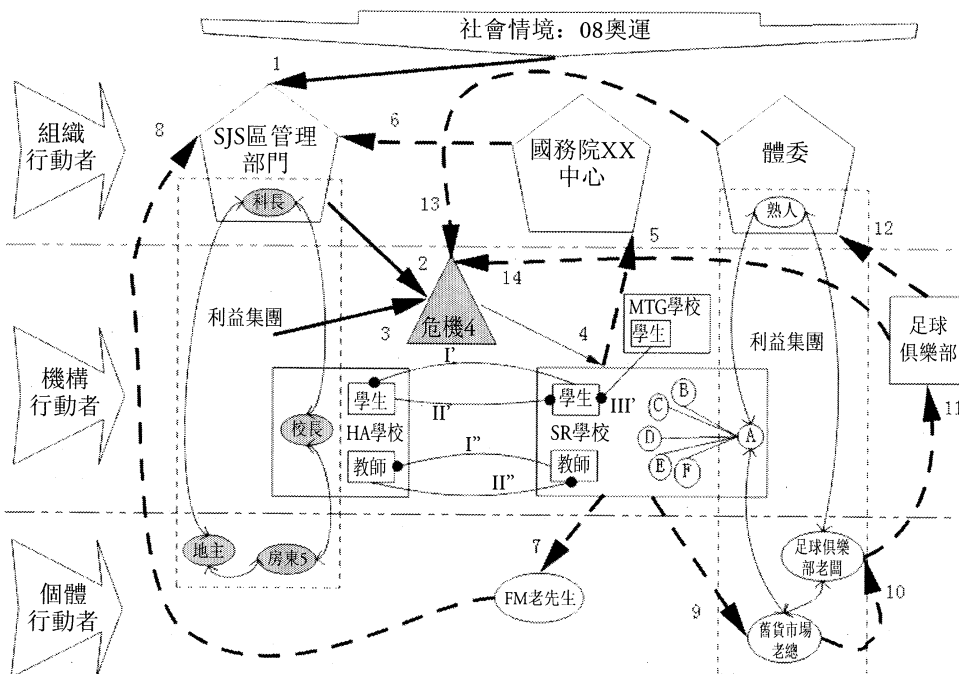 社會情境：08奧運
1
組織
行動者
8
SJS區管理
部門
6
國務院XX
中心
體委
科長
熟人
13
5
12
2
14
MTG學校
學生
利益集團
3
危機4
4
利益集團
足球
俱樂部
機構
行動者
I'
學生
II'
學生
III'
B
C
校長
HA學校
SR學校
D
A
11
I''
教師
教師
E
F
II''
地主
房東5
7
足球俱樂
部老闆
個體
行動者
FM老先生
9
10
舊貨市場
老總